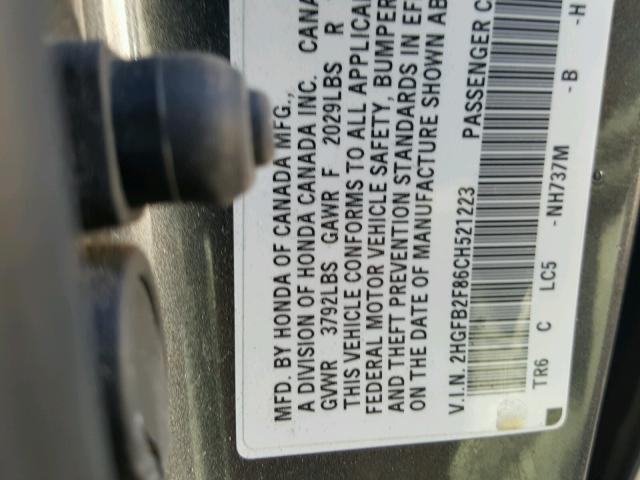 MFD. BY HONDA OF CANADA MFG.,
A DIVISION OF HONDA CANADA INC. CANA
GVWR 3792LBS GAWR F 2029LBS R
THIS VEHICLE CONFORMS TO ALL APPLICA
FEDERAL MOTOR VEHICLE SAFETY, BUMPER
AND THEFT PREVENTION STANDARDS IN EF
ON THE DATE OF MANUFACTURE SHOWN AB
V.I.N. 2HGFB2F86CH521223 PASSENGER C
TR6 C LC5 -NH737M -B -H